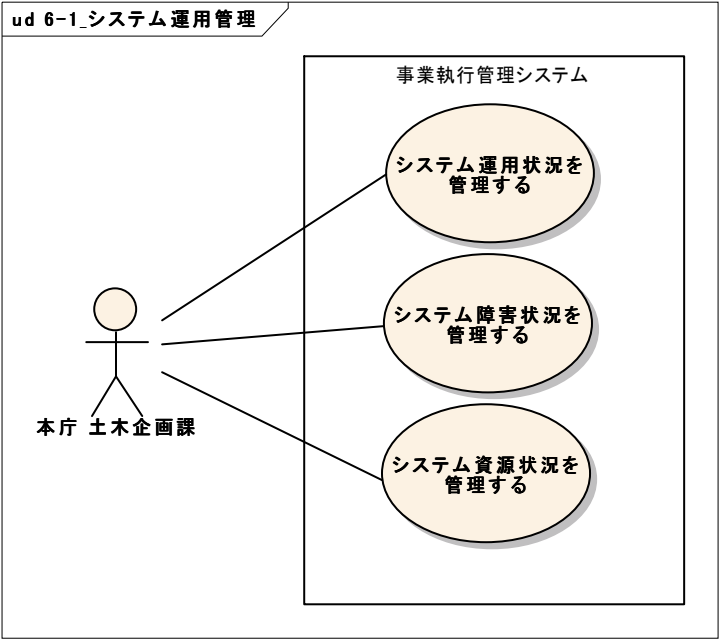 ud 6-1_システム運用管理
事業執行管理システム
システム運用状況を
管理する
システム障害状況を
管理する
本庁 土木企画課
システム資源状況を
管理する